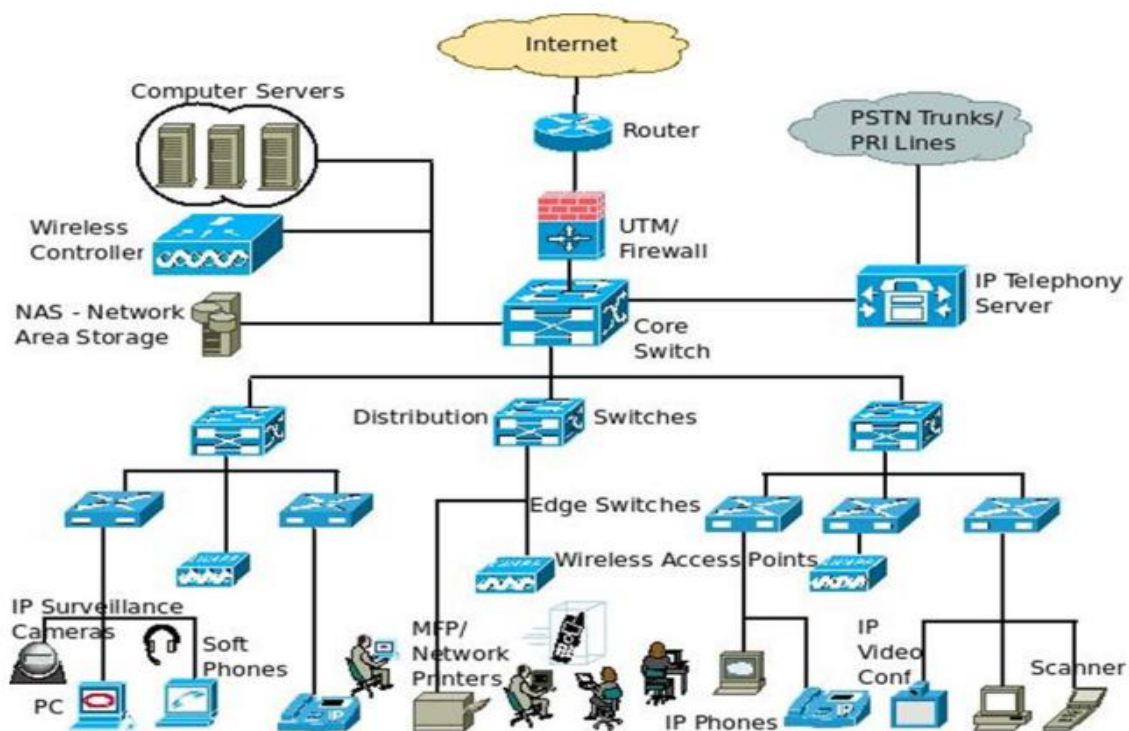 Internet
Computer Servers
PSTN Trunks/
PRI Lines
Router
Wireless
Controller
UTM/
Firewall
IP Telephony
Server
NAS - Network
Area Storage
Core
Switch
Distribution
Switches
Edge Switches
Wireless Access Points
IP Surveillance
Cameras
Soft
Phones
MFP/
Network
Printers
IP
Video
Conf
Scanner
PC
IP
IP Phones
IP